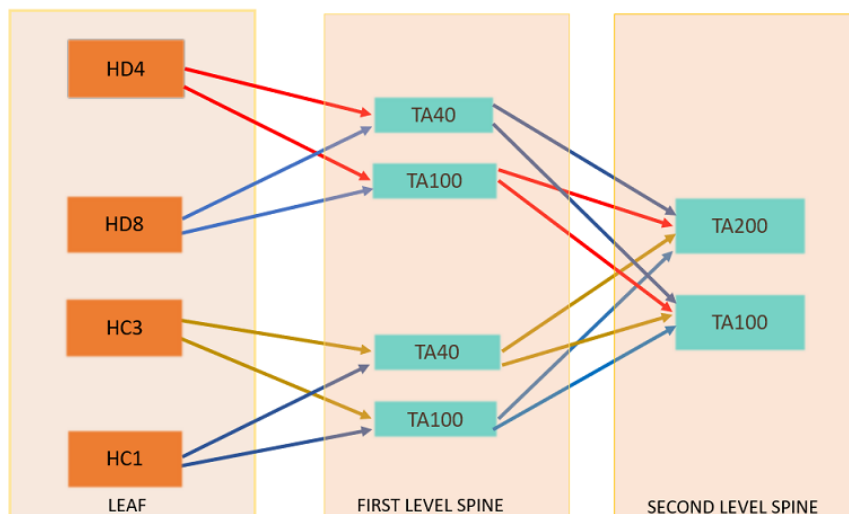 HD4
HD8
HC3
HC1
LEAF
TA40
TA100
TA40
TA100
FIRST LEVEL SPINE
TA200
TA100
SECOND LEVEL SPINE